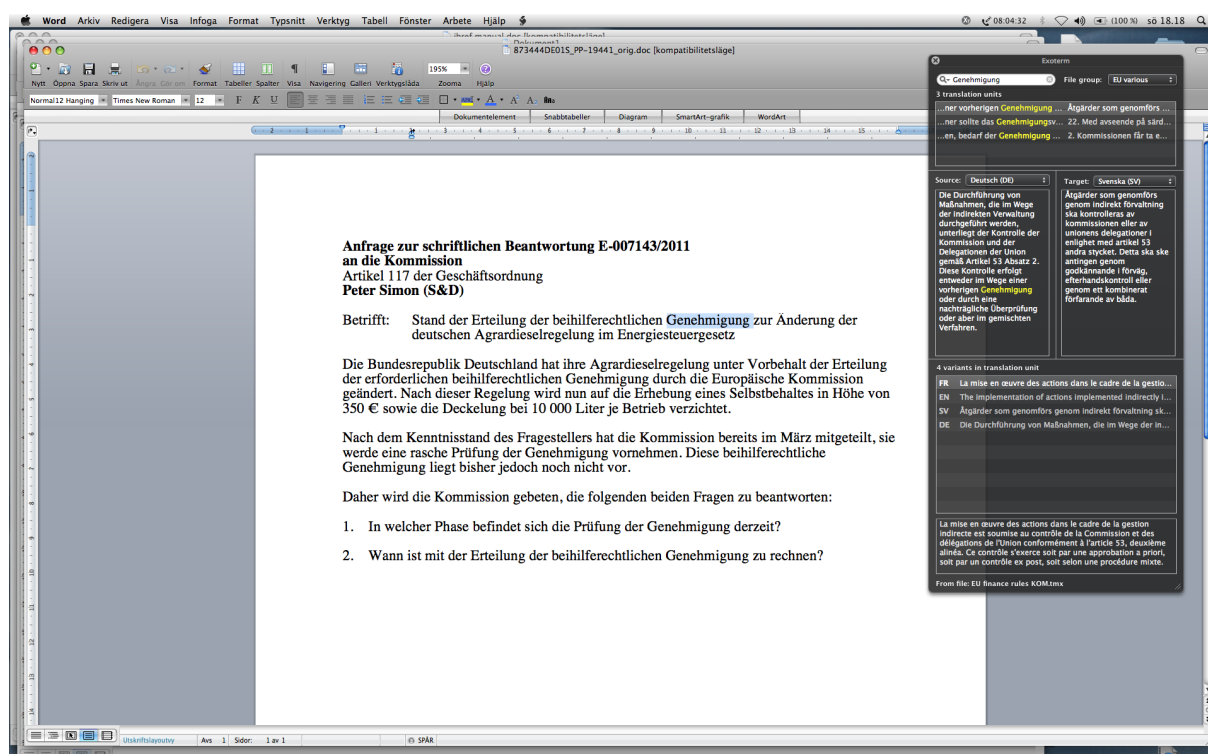 Word Arkiv Redigera Visa Infoga Format Typsnitt Verktyg Tabell Fönster Arbete Hjälp
08:04:32 (100 %) sö 18.18
ibref manual.doc [kompatibilitetsläge]
Dokument1
873444DE01S_PP-19441_orig.doc [kompatibilitetsläge]
195%
Nytt Öppna Spara Skriv ut Ångra Gör om Format Tabeller Spalter Visa Navigering Galleri Verktygslåda Zooma Hjälp
Normal12 Hanging Times New Roman 12 F K U
Dokumentelement Snabbtabeller Diagram SmartArt-grafik WordArt
Anfrage zur schriftlichen Beantwortung E-007143/2011
an die Kommission
Artikel 117 der Geschäftsordnung
Peter Simon (S&D)
Betrifft: Stand der Erteilung der beihilferechtlichen Genehmigung zur Änderung der
deutschen Agrardieselregelung im Energiesteuergesetz
Die Bundesrepublik Deutschland hat ihre Agrardieselregelung unter Vorbehalt der Erteilung
der erforderlichen beihilferechtlichen Genehmigung durch die Europäische Kommission
geändert. Nach dieser Regelung wird nun auf die Erhebung eines Selbstbehaltes in Höhe von
350 € sowie die Deckelung bei 10 000 Liter je Betrieb verzichtet.
Nach dem Kenntnisstand des Fragestellers hat die Kommission bereits im März mitgeteilt, sie
werde eine rasche Prüfung der Genehmigung vornehmen. Diese beihilferechtliche
Genehmigung liegt bisher jedoch noch nicht vor.
Daher wird die Kommission gebeten, die folgenden beiden Fragen zu beantworten:
1. In welcher Phase befindet sich die Prüfung der Genehmigung derzeit?
2. Wann ist mit der Erteilung der beihilferechtlichen Genehmigung zu rechnen?
Utskriftslayoutvy Avs 1 Sidor: 1 av 1 SPÅR
Exoterm
Genehmigung File group: EU various
3 translation units
...ner vorherigen Genehmigung ... Åtgärder som genomförs ...
...ner sollte das Genehmigungsv... 22. Med avseende på särd...
...en, bedarf der Genehmigung ... 2. Kommissionen får ta e...
Source: Deutsch (DE)
Die Durchführung von
Maßnahmen, die im Wege
der indirekten Verwaltung
durchgeführt werden,
unterliegt der Kontrolle der
Kommission und der
Delegationen der Union
gemäß Artikel 53 Absatz 2.
Diese Kontrolle erfolgt
entweder im Wege einer
vorherigen Genehmigung
oder durch eine
nachträgliche Überprüfung
oder aber im gemischten
Verfahren.
Target: Svenska (SV)
Åtgärder som genomförs
genom indirekt förvaltning
ska kontrolleras av
kommissionen eller av
unionens delegationer i
enlighet med artikel 53
andra stycket. Detta ska ske
antingen genom
godkännande i förväg,
efterhandskontroll eller
genom ett kombinerat
förfarande av båda.
4 variants in translation unit
FR La mise en œuvre des actions dans le cadre de la gestio...
EN The implementation of actions implemented indirectly i...
SV Åtgärder som genomförs genom indirekt förvaltning sk...
DE Die Durchführung von Maßnahmen, die im Wege der in...
La mise en œuvre des actions dans le cadre de la gestion
indirecte est soumise au contrôle de la Commission et des
délégations de l'Union conformément à l'article 53, deuxième
alinéa. Ce contrôle s'exerce soit par une approbation a priori,
soit par un contrôle ex post, soit selon une procédure mixte.
From file: EU finance rules KOM.tmx